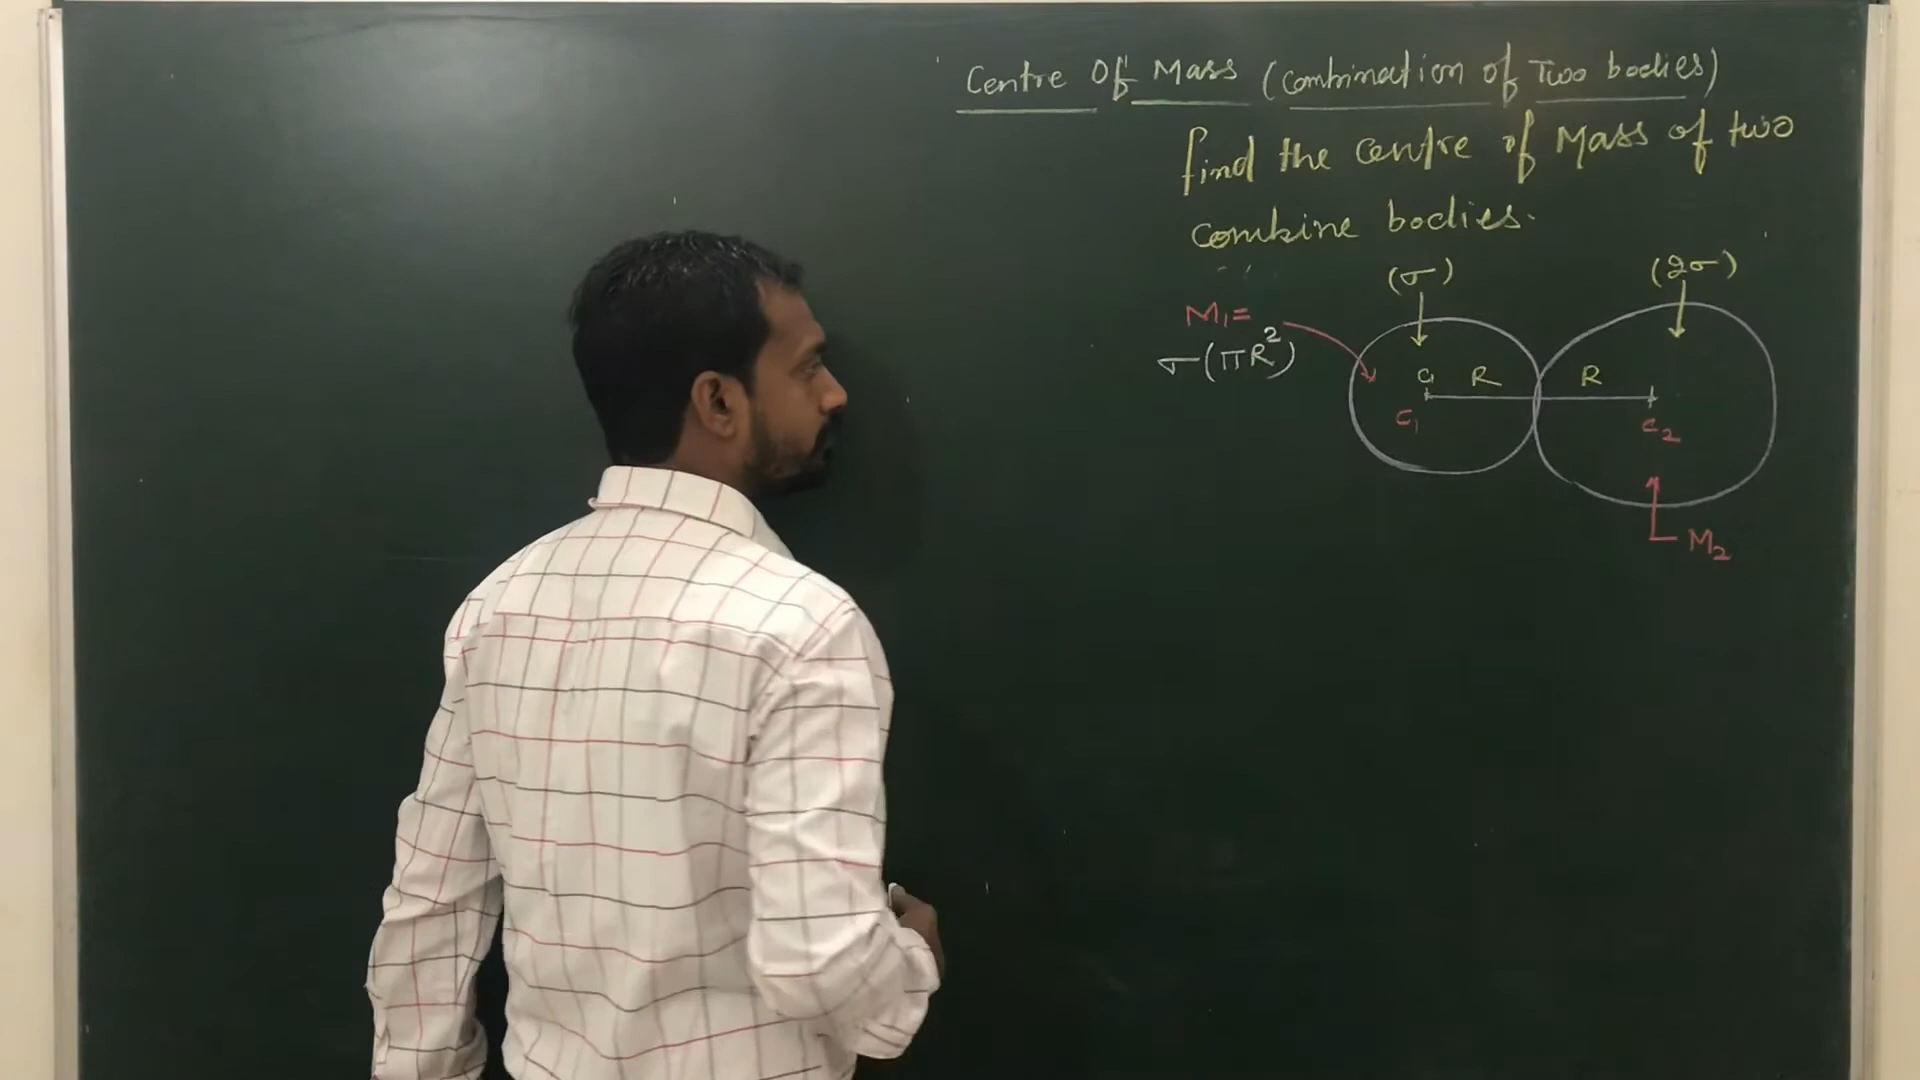 Centre Of Mass (Combination of Two bodies)
find the centre of Mass of two
combine bodies.
(σ)
(2σ)
M₁=
σ(πR²)
C₁ R R
C₁ C₂
M₂